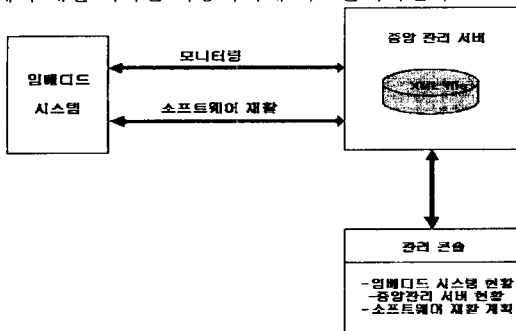 중앙 관리 서버
모니터링
임베디드
시스템
XML
소프트웨어 재활
관리 콘솔
-임베디드 시스템 현황
-중앙관리 서버 현황
-소프트웨어 재활 계획